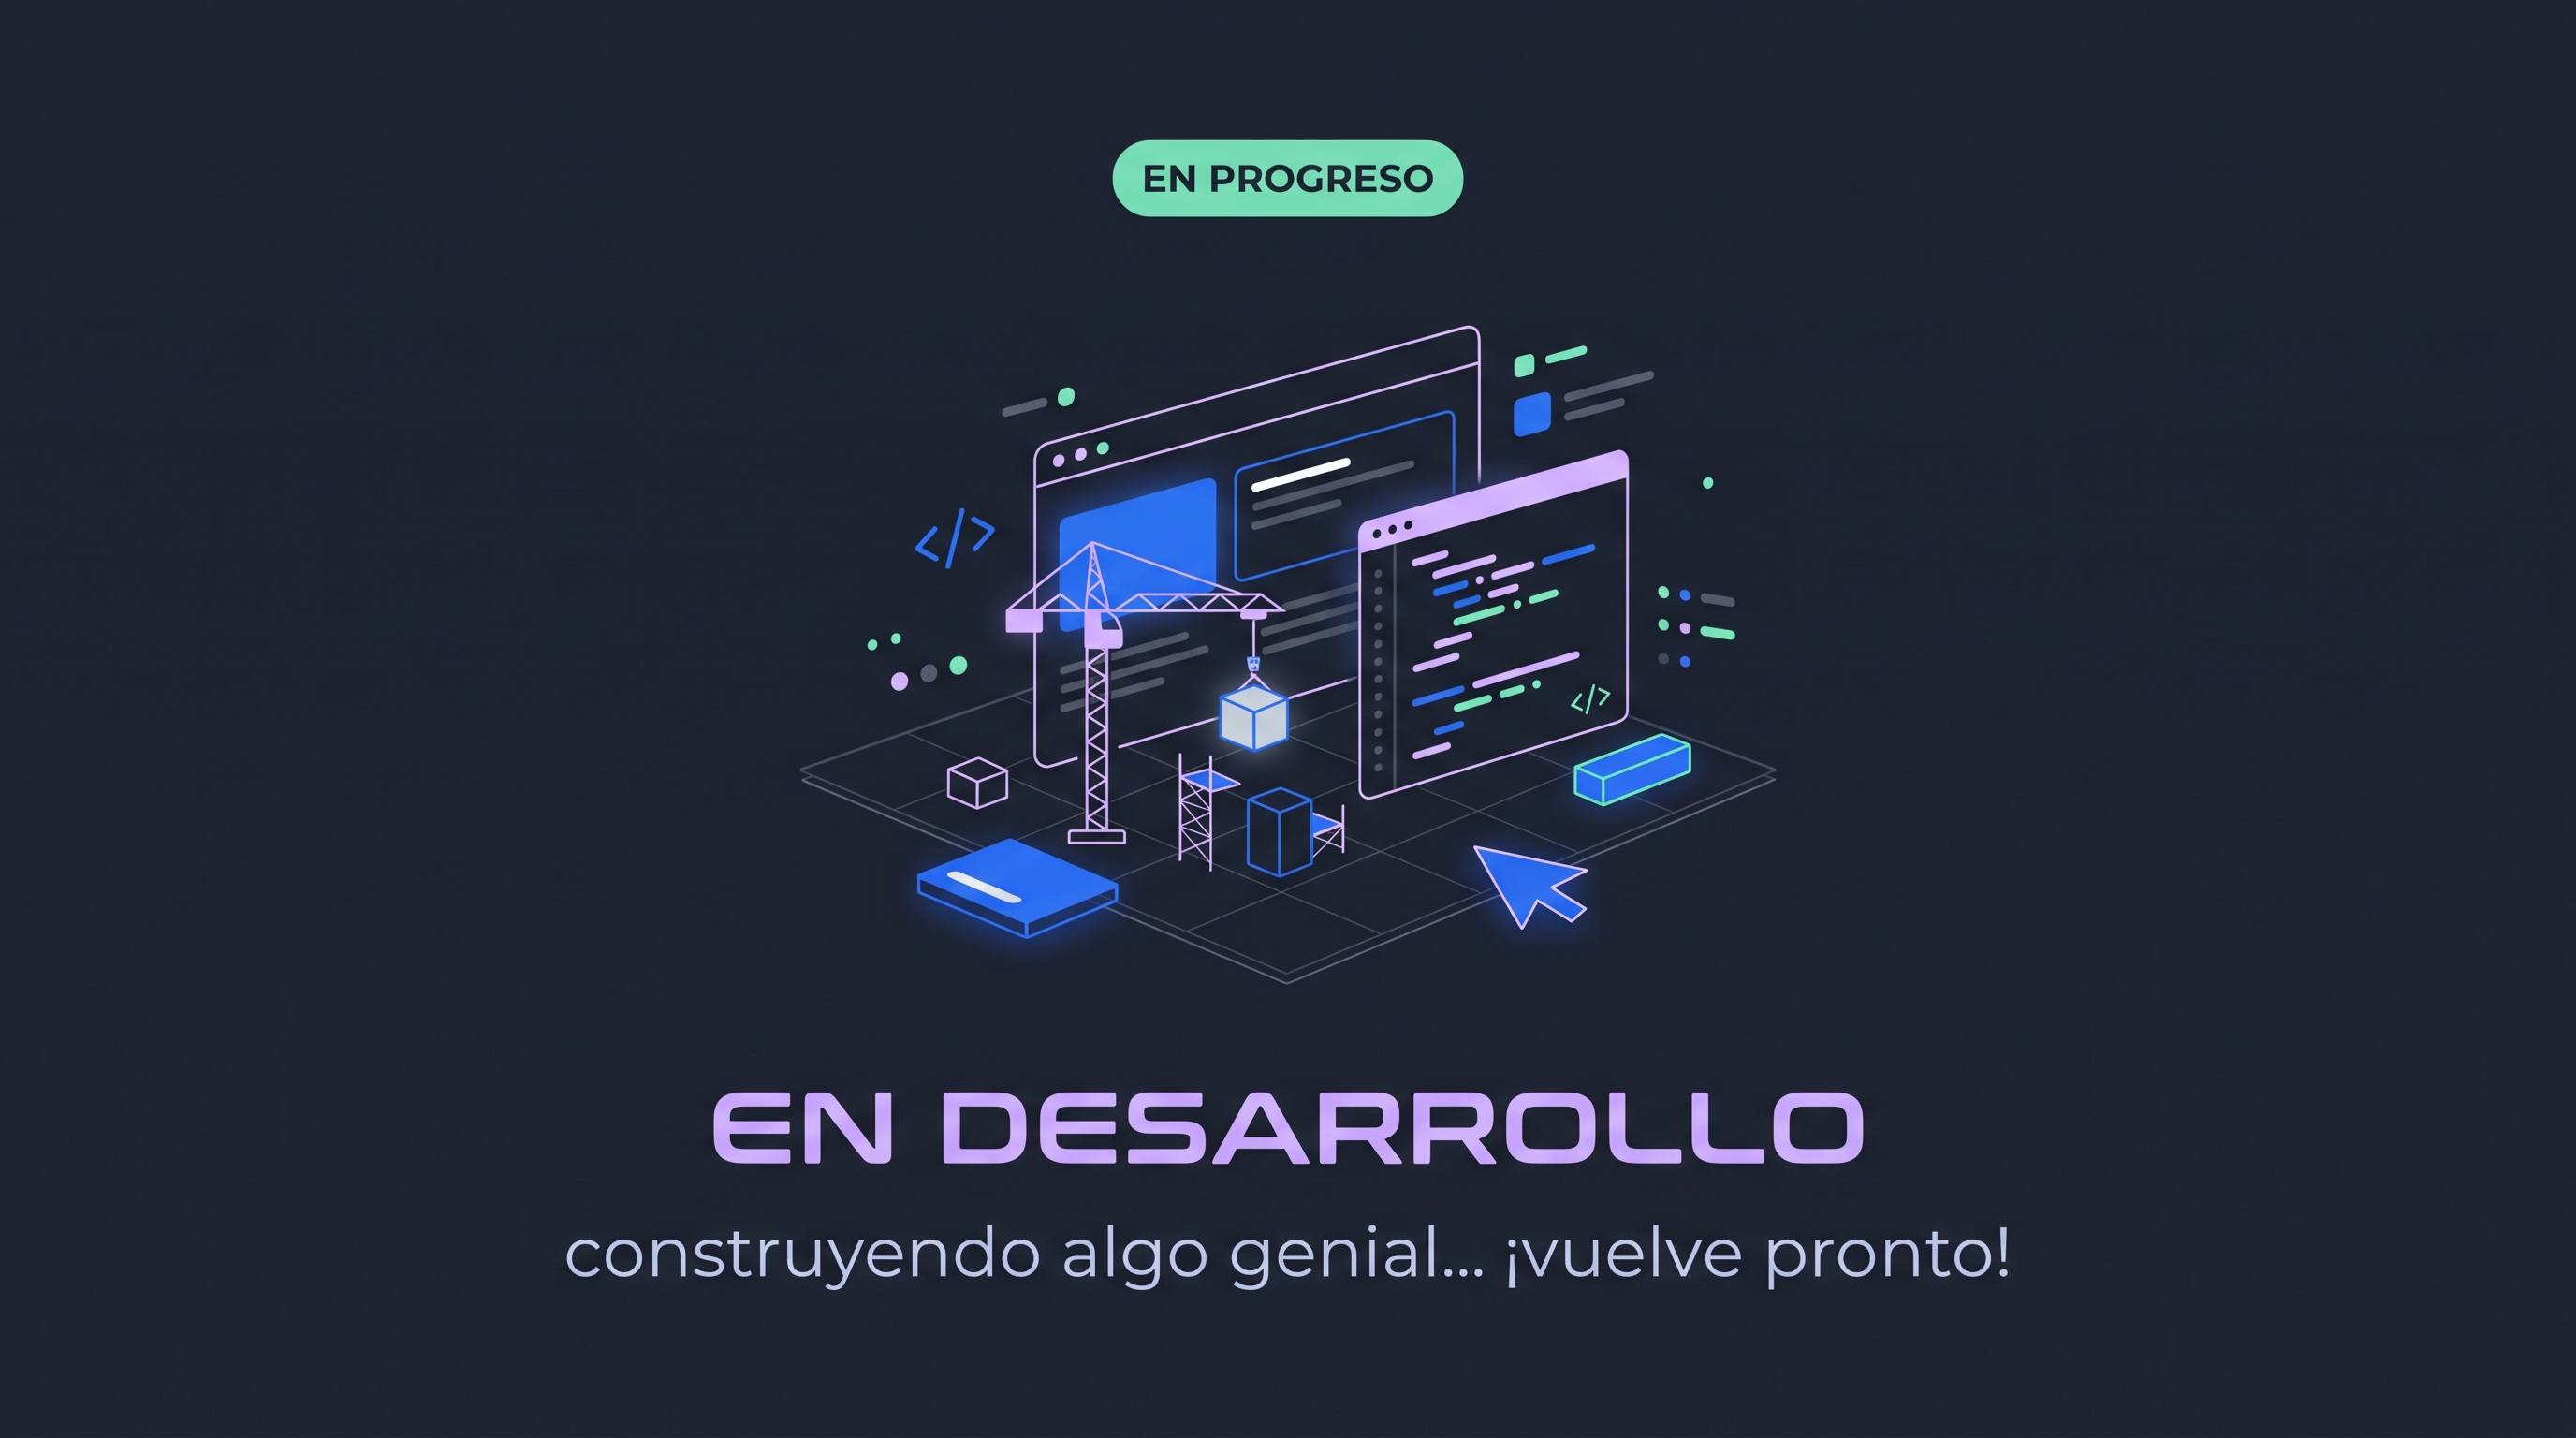 EN PROGRESO
</>
</>
EN DESARROLLO
construyendo algo genial... ¡vuelve pronto!